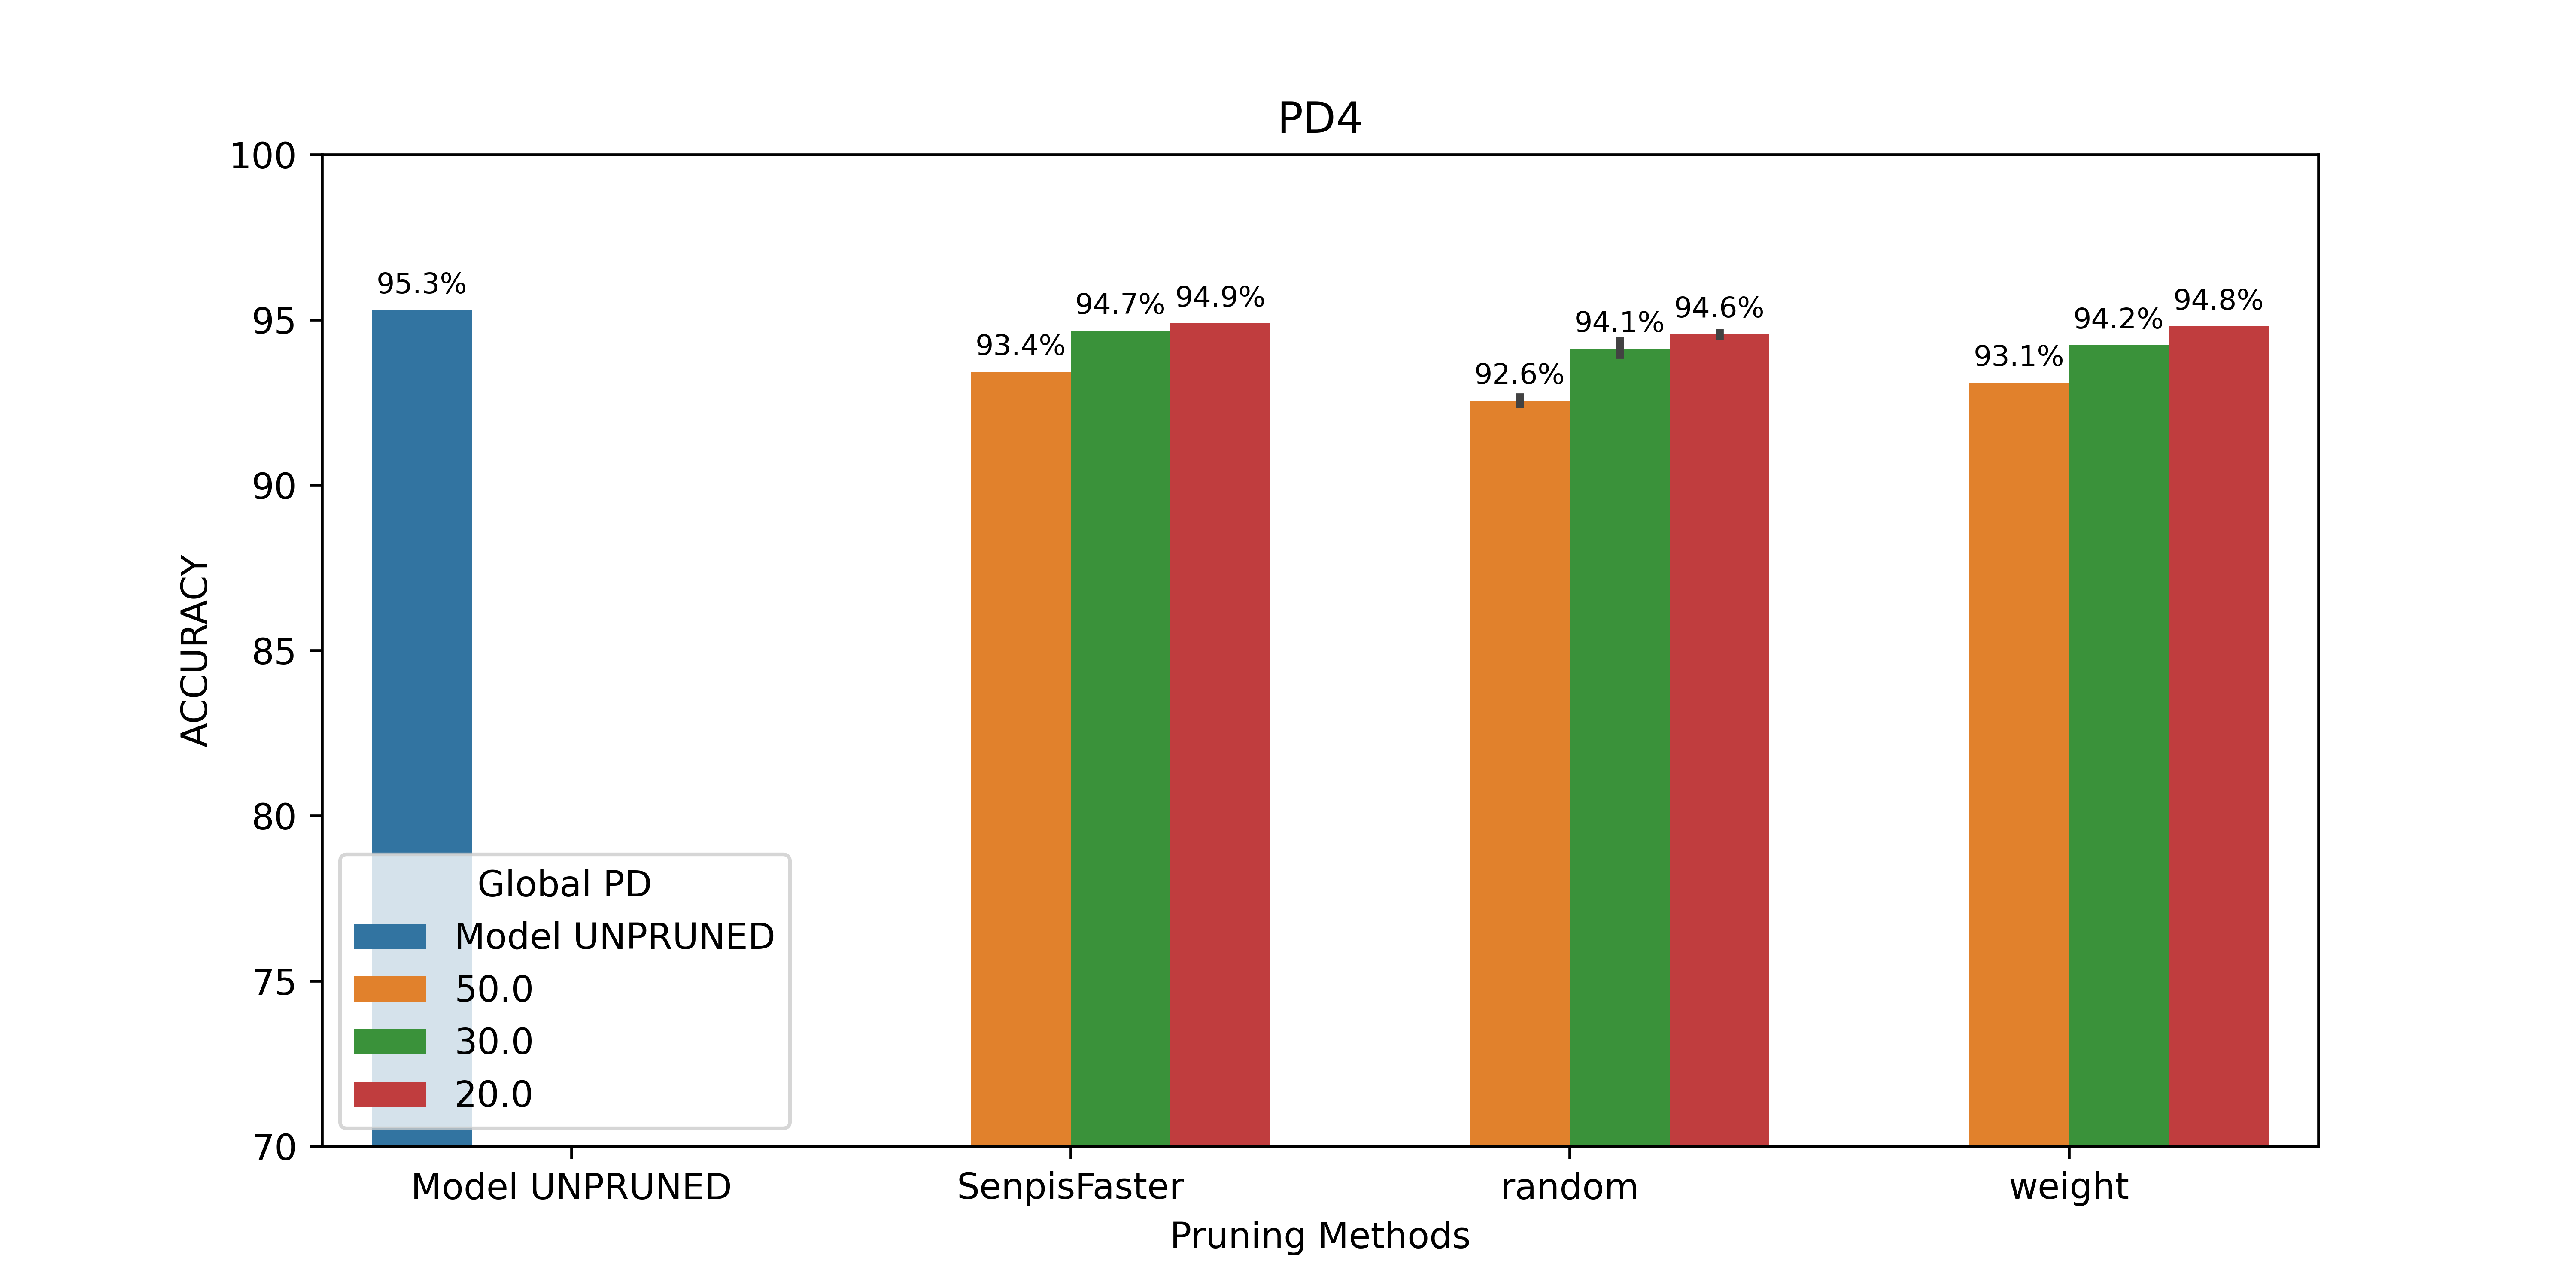 PD4
100
95
90
85
80
75
70
ACCURACY
95.3%
93.4%
94.7%
94.9%
92.6%
94.1%
94.6%
93.1%
94.2%
94.8%
Global PD
Model UNPRUNED
50.0
30.0
20.0
Model UNPRUNED
SenpisFaster
random
weight
Pruning Methods